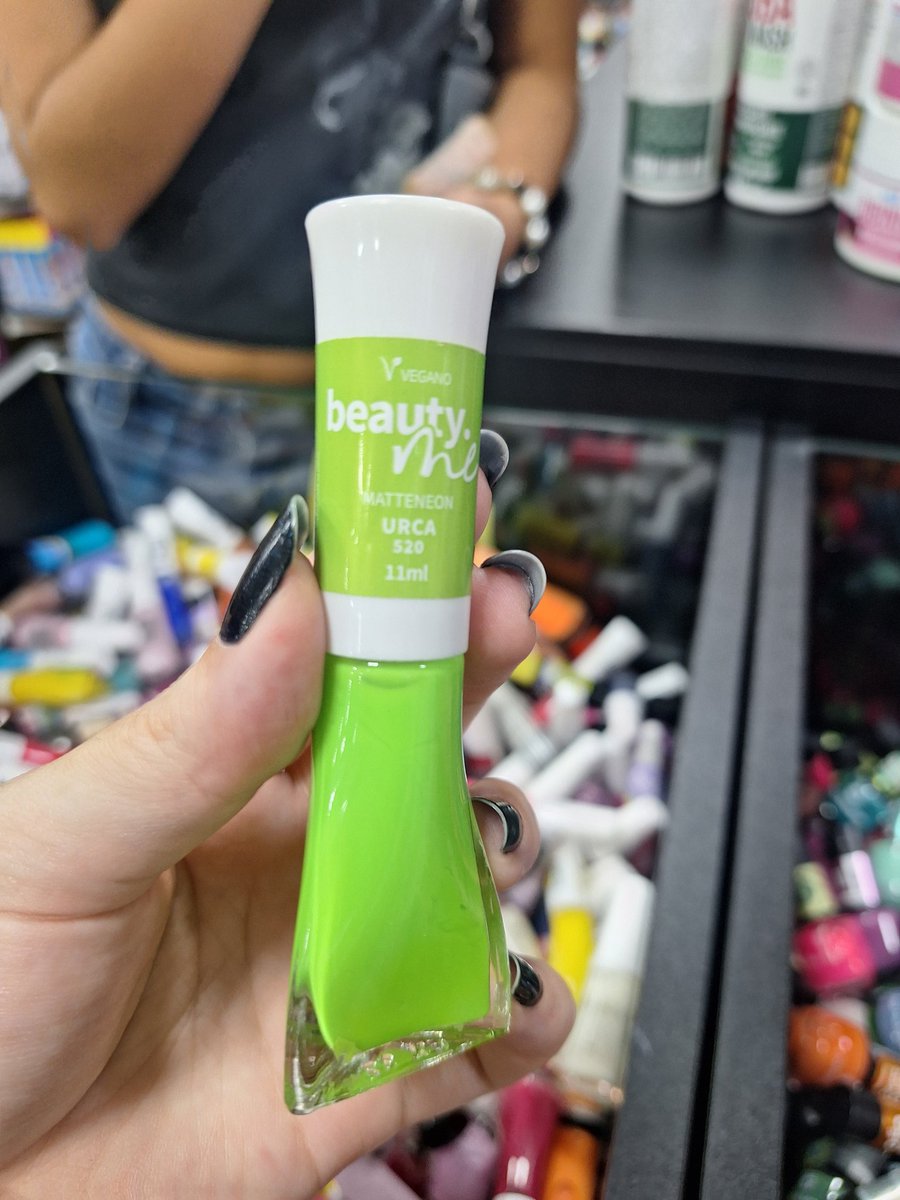 VEGANO
beauty.
me
MATTENEON
URCA
520
11ml